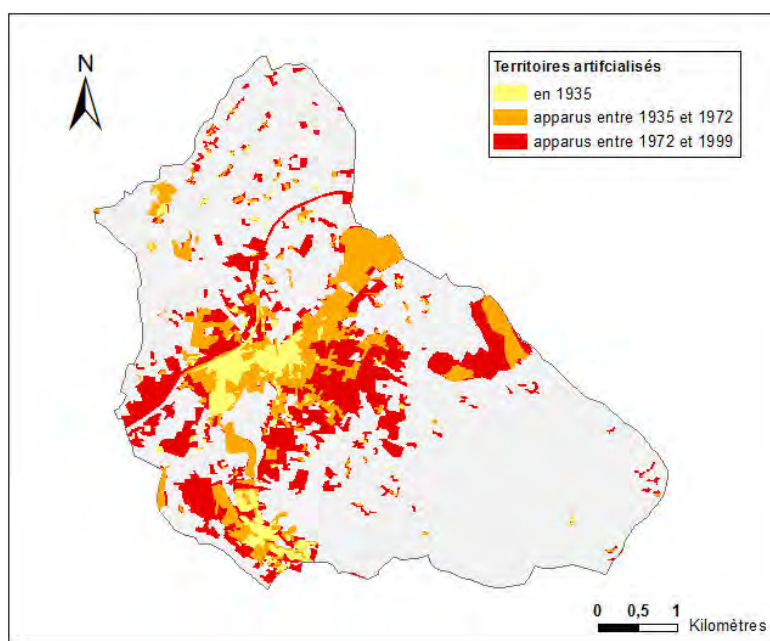 N
Territoires artifcialisés
en 1935
apparus entre 1935 et 1972
apparus entre 1972 et 1999
0 0,5 1
Kilomètres